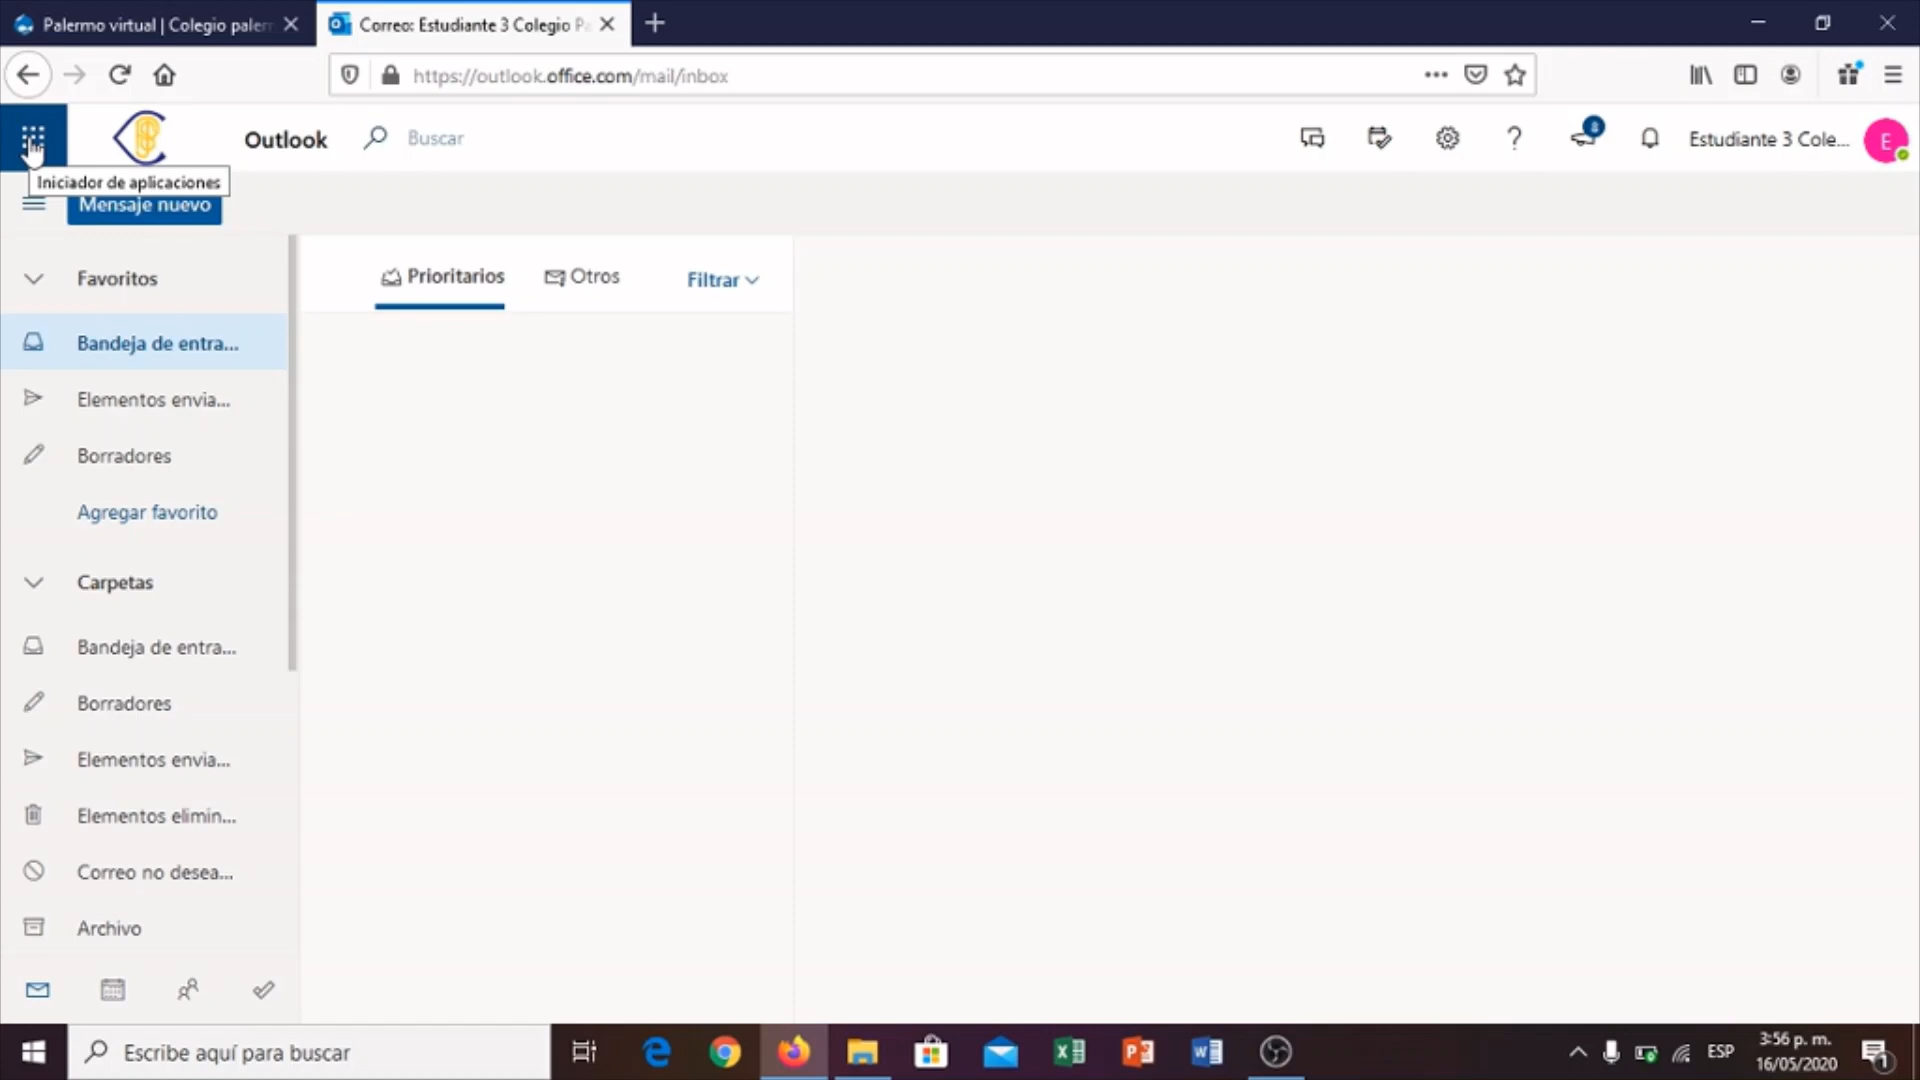 Palermo virtual | Colegio paler
Correo: Estudiante 3 Colegio P
https://outlook.office.com/mail/inbox
Outlook
Buscar
8
Estudiante 3 Cole...
E
Iniciador de aplicaciones
Mensaje nuevo
Favoritos
Prioritarios
Otros
Filtrar
Bandeja de entra...
Elementos envia...
Borradores
Agregar favorito
Carpetas
Bandeja de entra...
Borradores
Elementos envia...
Elementos elimin...
Correo no desea...
Archivo
Escribe aquí para buscar
ESP
3:56 p. m.
16/05/2020
1